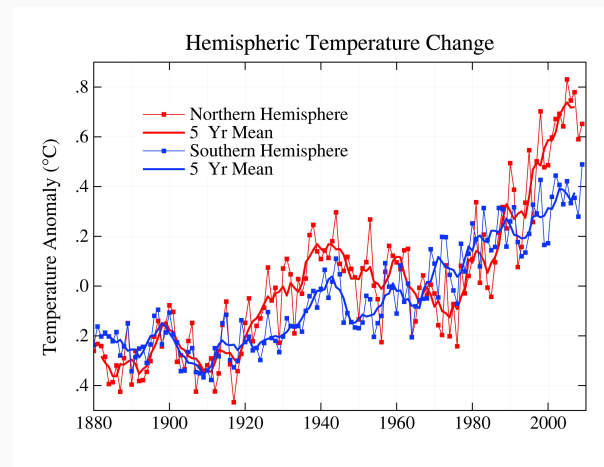 Hemispheric Temperature Change
Northern Hemisphere
5 Yr Mean
Southern Hemisphere
5 Yr Mean
Temperature Anomaly (°C)
.8
.6
.4
.2
.0
.2
.4
1880 1900 1920 1940 1960 1980 2000